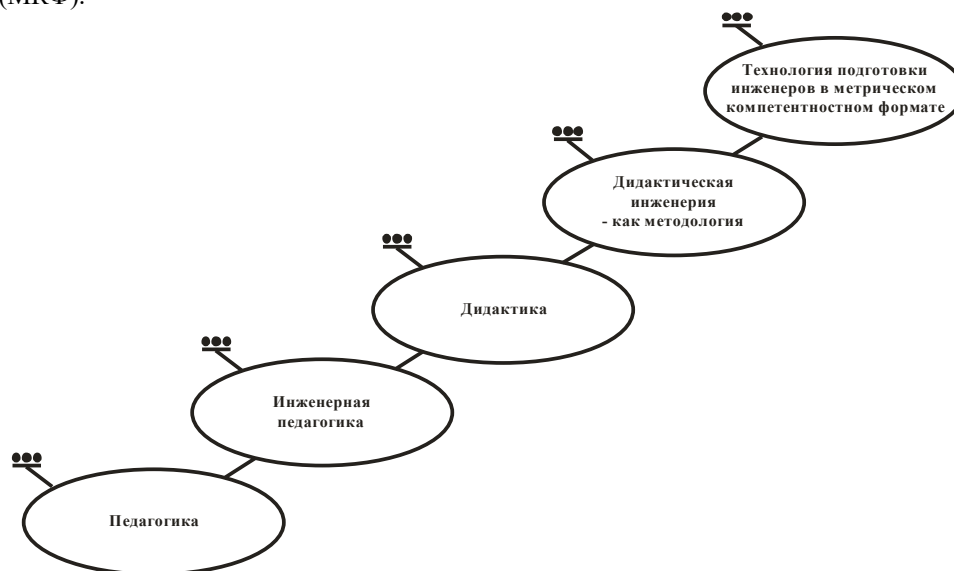 (МКФ).
Технология подготовки
инженеров в метрическом
компетентностном формате
Дидактическая
инженерия
- как методология
Дидактика
Инженерная
педагогика
Педагогика